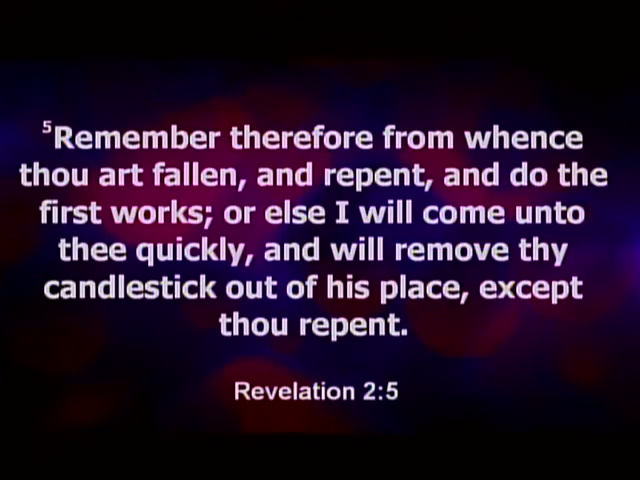 ⁵Remember therefore from whence
thou art fallen, and repent, and do the
first works; or else I will come unto
thee quickly, and will remove thy
candlestick out of his place, except
thou repent.
Revelation 2:5